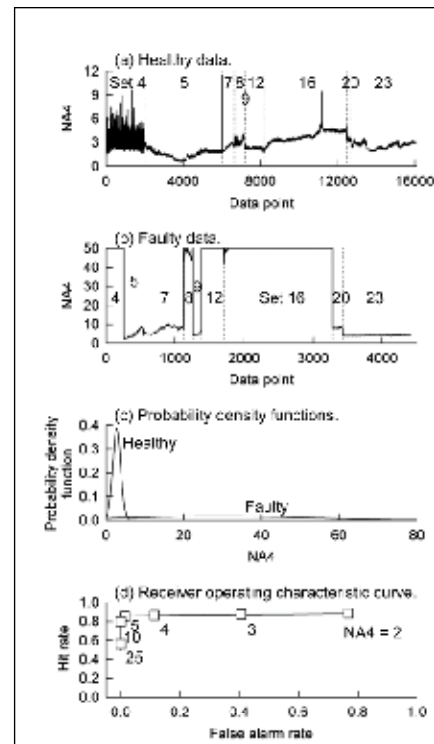 (a) Healthy data.
12
Set 4 5 7 8 12 16 20 23
9
9
6
3
0
NA4
0 4000 8000 12000 16000
Data point
(b) Faulty data.
50
40
30
20
10
0
NA4
4 5 7 8 9 12 Set 16 20 23
0 1000 2000 3000 4000
Data point
(c) Probability density functions.
0.4
0.3
0.2
0.1
0.0
Probability density
function
Healthy
Faulty
0 20 40 60 80
NA4
(d) Receiver operating characteristic curve.
1.0
0.8
0.6
0.4
0.2
0.0
Hit rate
5
10
25
4 3 NA4 = 2
0.0 0.4 0.4 0.8 1.0
False alarm rate